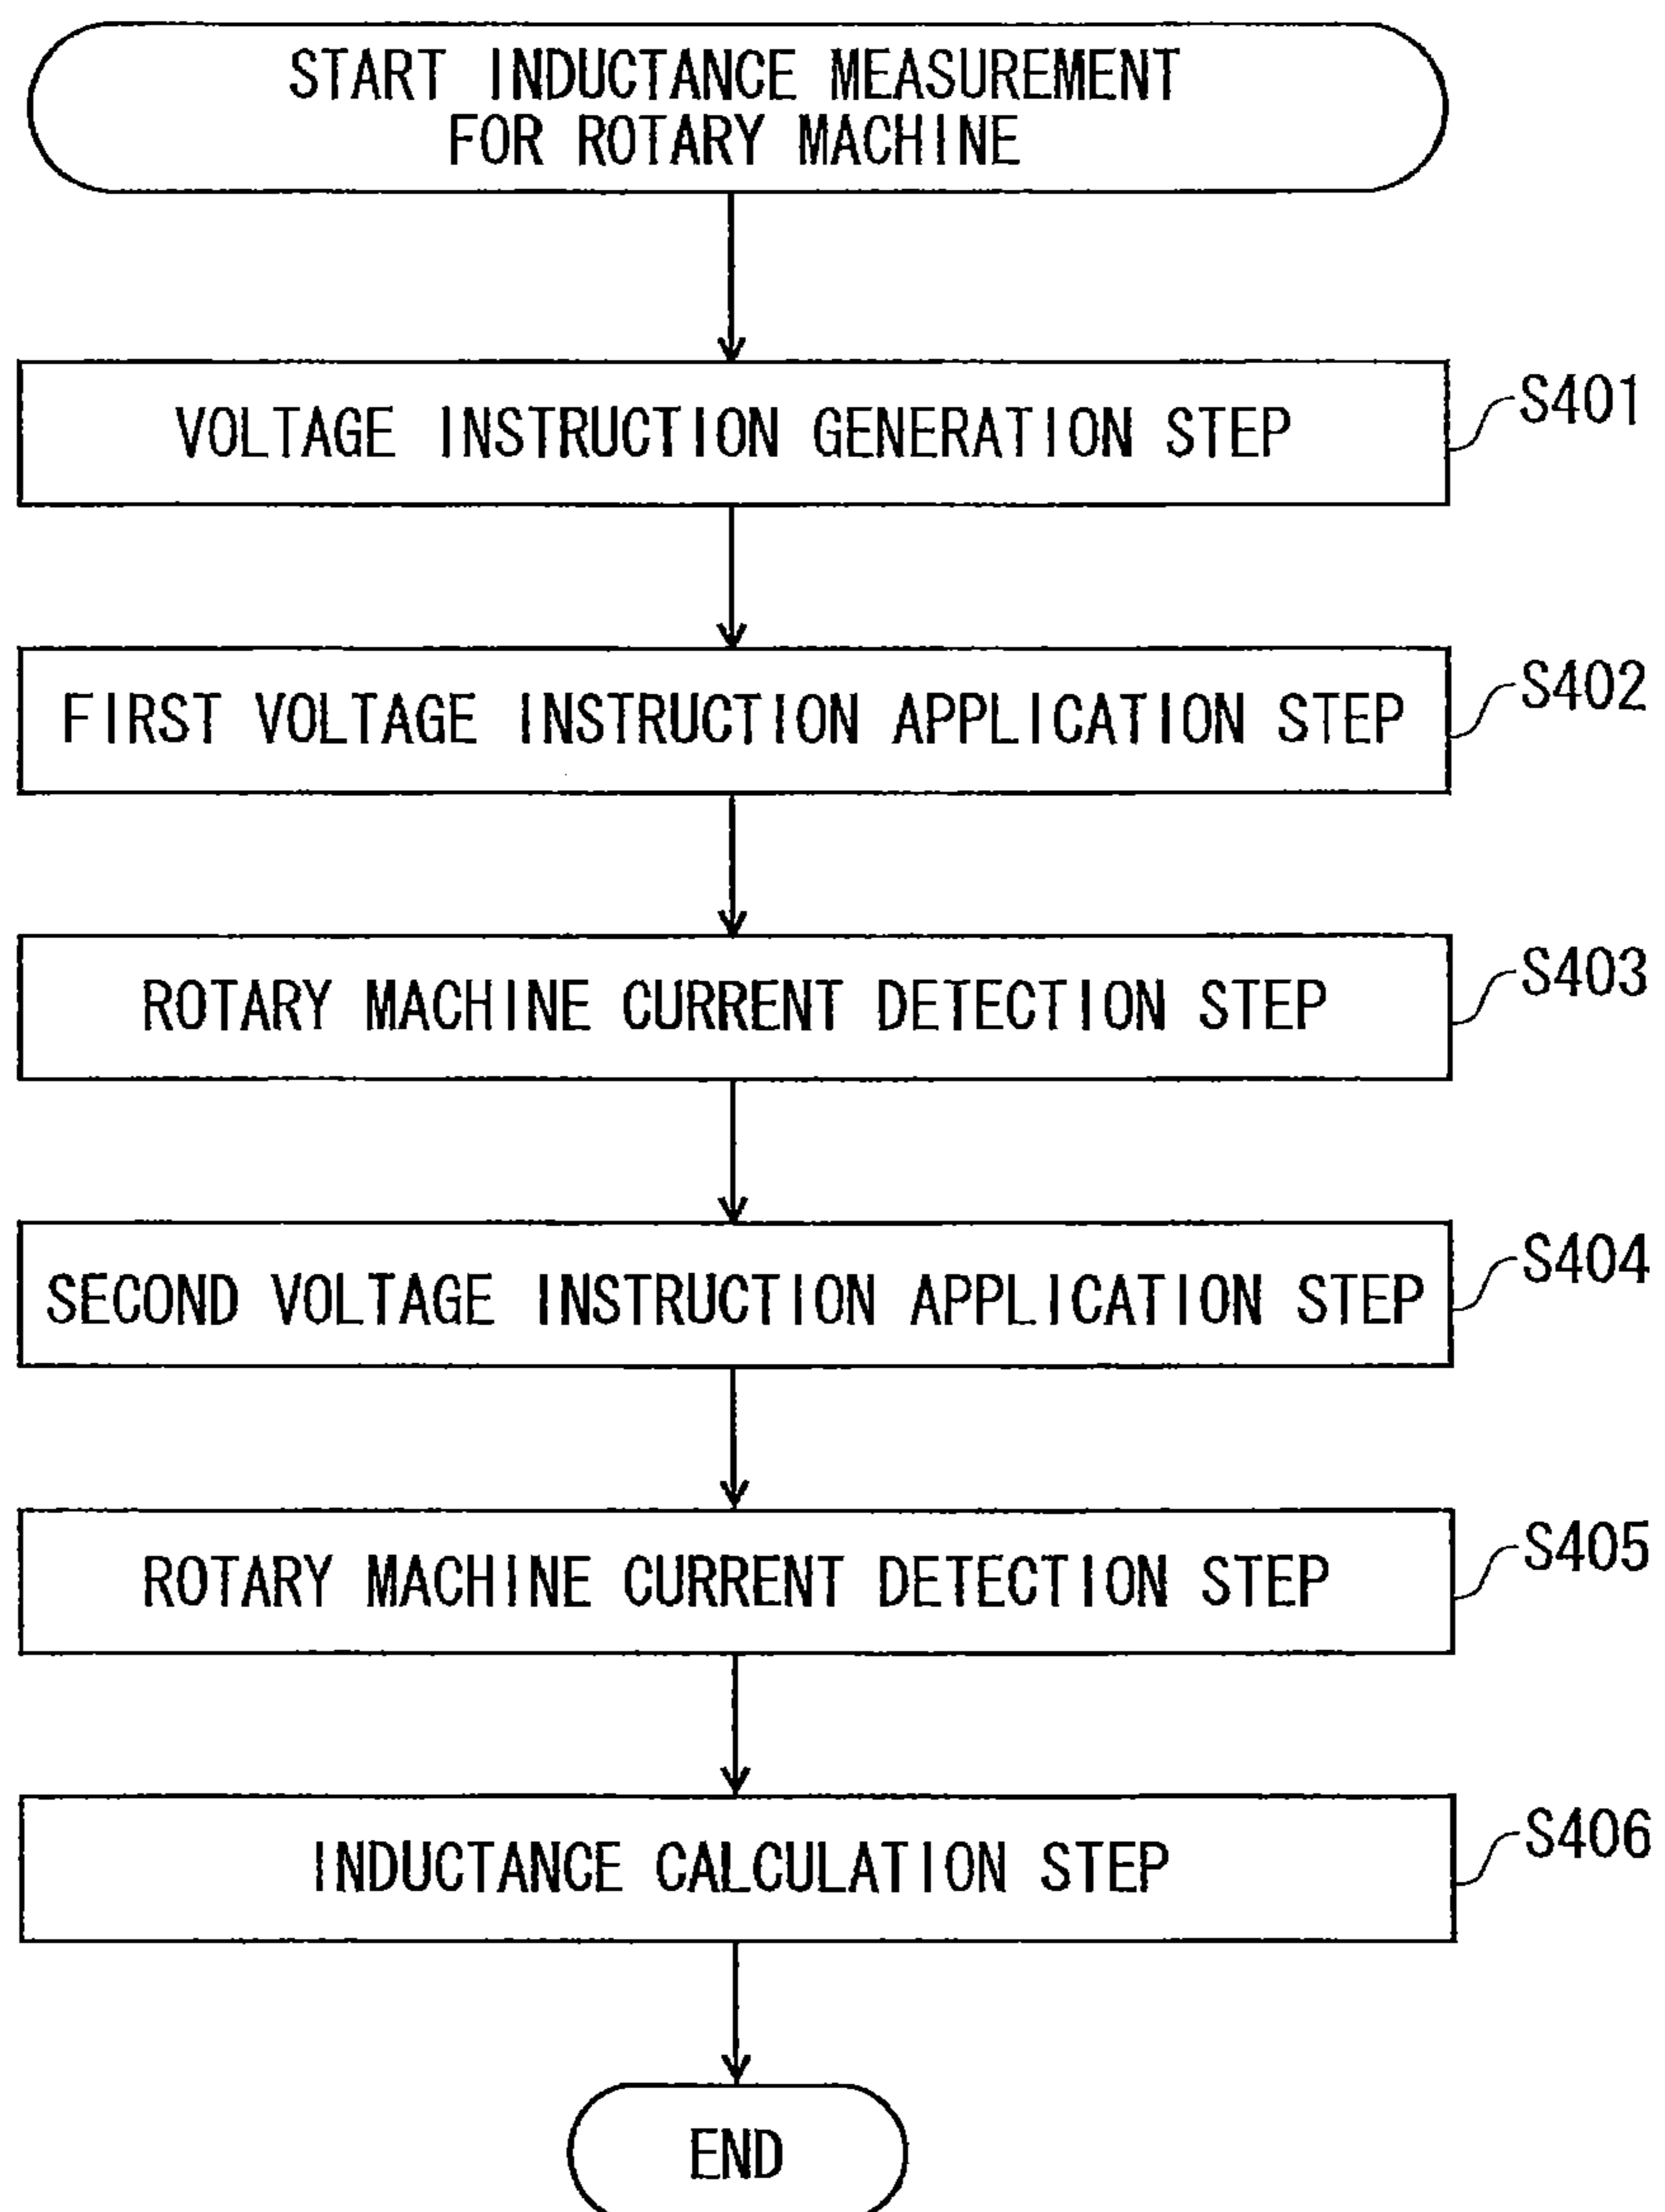 START INDUCTANCE MEASUREMENT
FOR ROTARY MACHINE
VOLTAGE INSTRUCTION GENERATION STEP
S401
FIRST VOLTAGE INSTRUCTION APPLICATION STEP
S402
ROTARY MACHINE CURRENT DETECTION STEP
S403
SECOND VOLTAGE INSTRUCTION APPLICATION STEP
S404
ROTARY MACHINE CURRENT DETECTION STEP
S405
INDUCTANCE CALCULATION STEP
S406
END